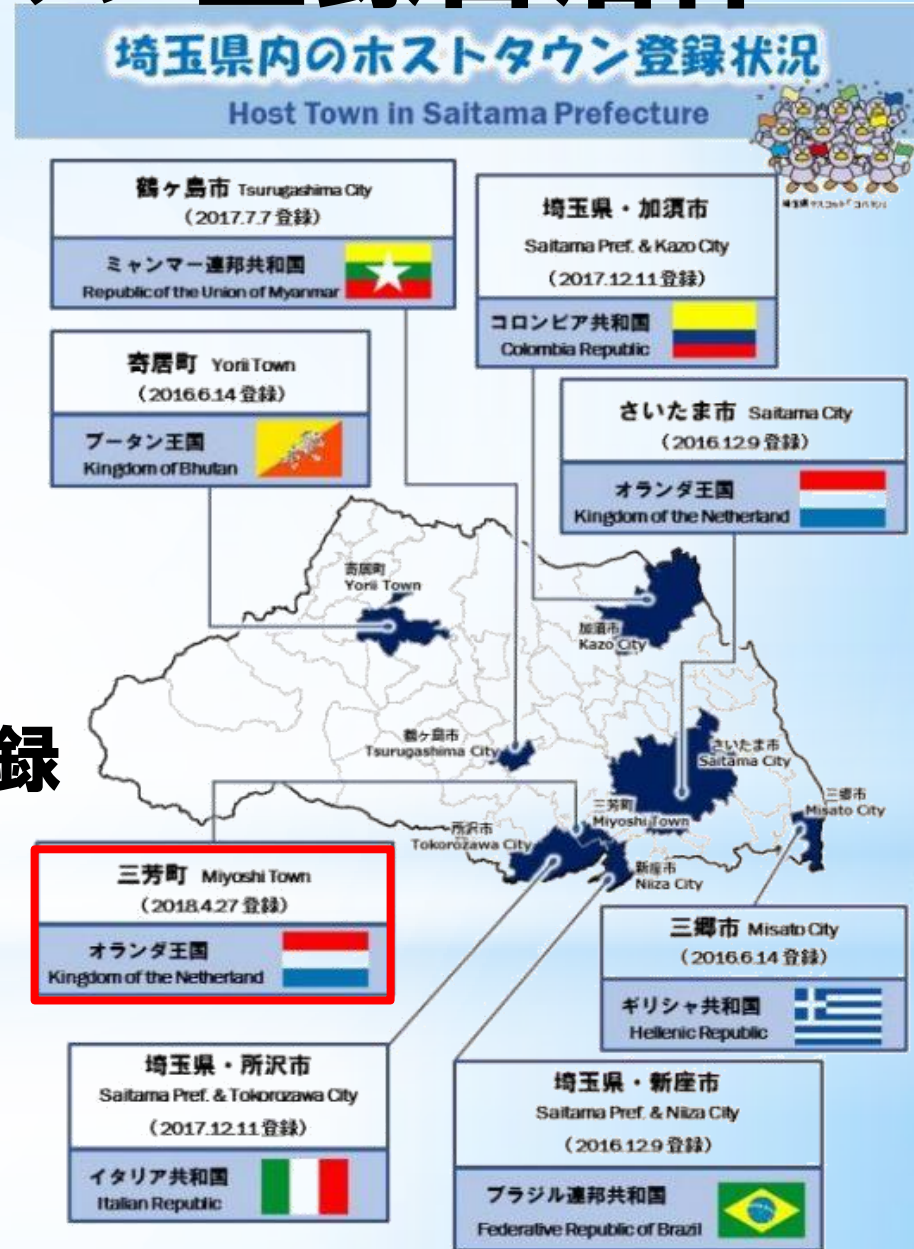 埼玉県内のホストタウン登録状況
Host Town in Saitama Prefecture
埼玉県マスコット「コバトン」
鶴ヶ島市 Tsurugashima City
（2017.7.7 登録）
ミャンマー連邦共和国
Republic of the Union of Myanmar
埼玉県・加須市
Saitama Pref. & Kazo City
（2017.12.11 登録）
コロンビア共和国
Colombia Republic
寄居町 Yorii Town
（2016.6.14 登録）
ブータン王国
Kingdom of Bhutan
さいたま市 Saitama City
（2016.12.9 登録）
オランダ王国
Kingdom of the Netherland
寄居町
Yorii Town
加須市
Kazo City
鶴ヶ島市
Tsurugashima City
さいたま市
Saitama City
録
三芳町
Miyoshi Town
三郷市
Misato City
所沢市
Tokorozawa City
新座市
Niiza City
三芳町 Miyoshi Town
（2018.4.27 登録）
オランダ王国
Kingdom of the Netherland
三郷市 Misato City
（2016.6.14 登録）
ギリシャ共和国
Hellenic Republic
埼玉県・所沢市
Saitama Pref. & Tokorozawa City
（2017.12.11 登録）
イタリア共和国
Italian Republic
埼玉県・新座市
Saitama Pref. & Niiza City
（2016.12.9 登録）
ブラジル連邦共和国
Federative Republic of Brazil